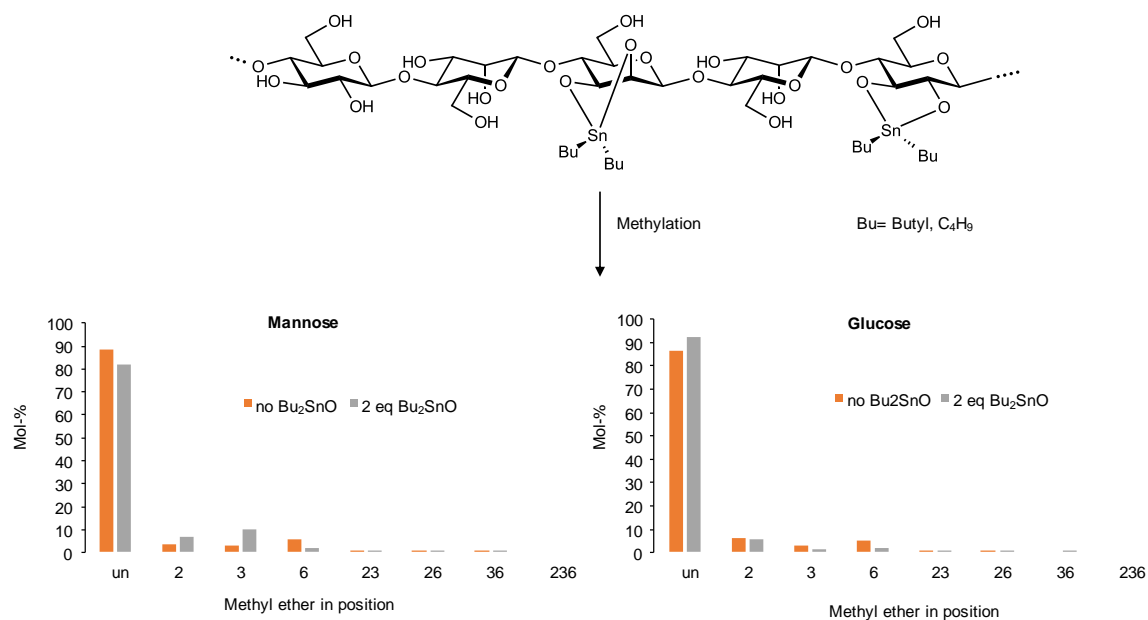 OH
OH
OH
O
O
O
OH
O
O
O
HO
HO
O
O
O
HO
O
O
O
O
HO
O
O
O
HO
O
HO
O
HO
O
OH
OH
OH
Sn
Sn
Bu
Bu
Bu
Bu
Methylation
Bu= Butyl, C₄H₉
Mannose
100
90
80
70
60
50
40
30
20
10
0
Mol-%
no Bu₂SnO
2 eq Bu₂SnO
un
2
3
6
23
26
36
236
Methyl ether in position
Glucose
100
90
80
70
60
50
40
30
20
10
0
Mol-%
no Bu2SnO
2 eq Bu₂SnO
un
2
3
6
23
26
36
236
Methyl ether in position